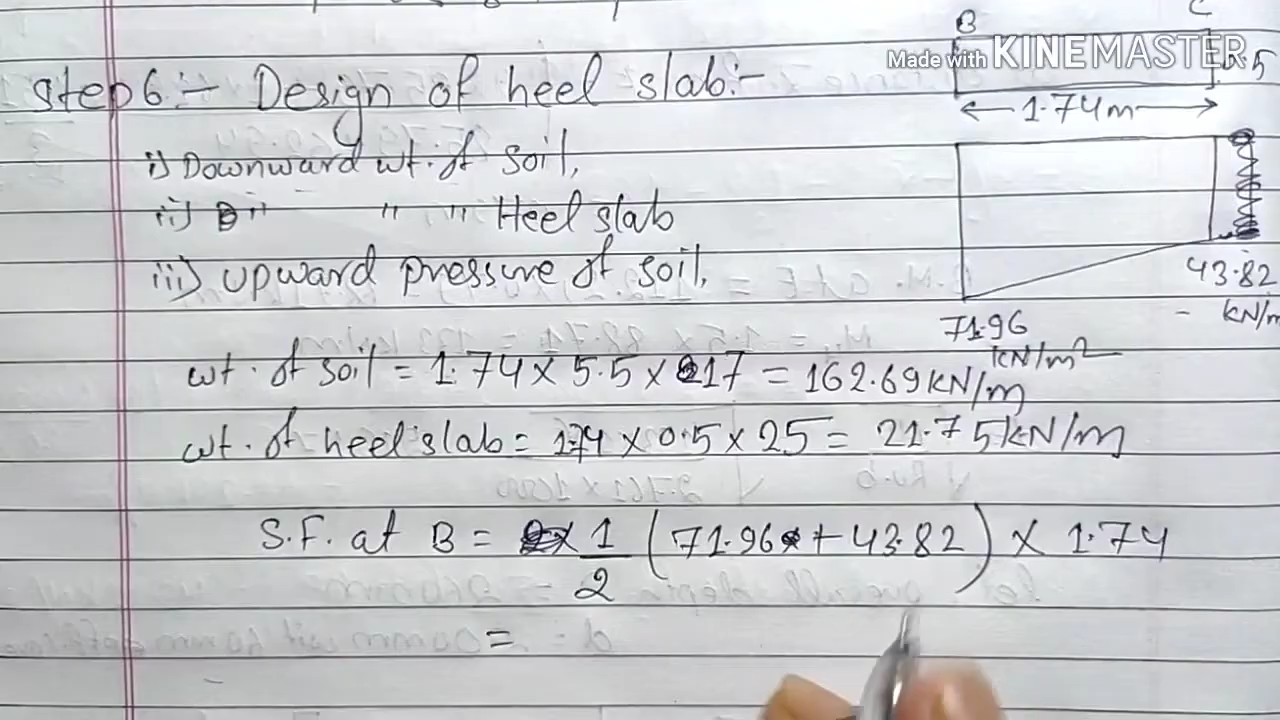 B C
Made with KINEMASTER
Step 6:- Design of heel slab:-
1.74m
i) Downward wt. of soil,
ii) " " " Heel slab
iii) upward pressure of soil,
43.82
KN/m
71.96
KN/m²
wt. of soil = 1.74 x 5.5 x 17 = 162.69 KN/m
wt. of heel slab = 1.74 x 0.5 x 25 = 21.75 kN/m
S.F. at B = 1/2 (71.96 + 43.82) x 1.74
=